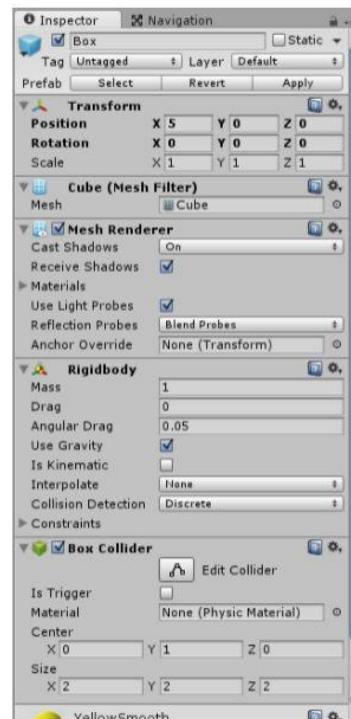 Inspector Navigation
Box Static
Tag Untagged Layer Default
Prefab Select Revert Apply
Transform
Position X 5 Y 0 Z 0
Rotation X 0 Y 0 Z 0
Scale X 1 Y 1 Z 1
Cube (Mesh Filter)
Mesh Cube
Mesh Renderer
Cast Shadows On
Receive Shadows
Materials
Use Light Probes
Reflection Probes Blend Probes
Anchor Override None (Transform)
Rigidbody
Mass 1
Drag 0
Angular Drag 0.05
Use Gravity
Is Kinematic
Interpolate None
Collision Detection Discrete
Constraints
Box Collider
Edit Collider
Is Trigger
Material None (Physic Material)
Center
X 0 Y 1 Z 0
Size
X 2 Y 2 Z 2
YellowSmooth